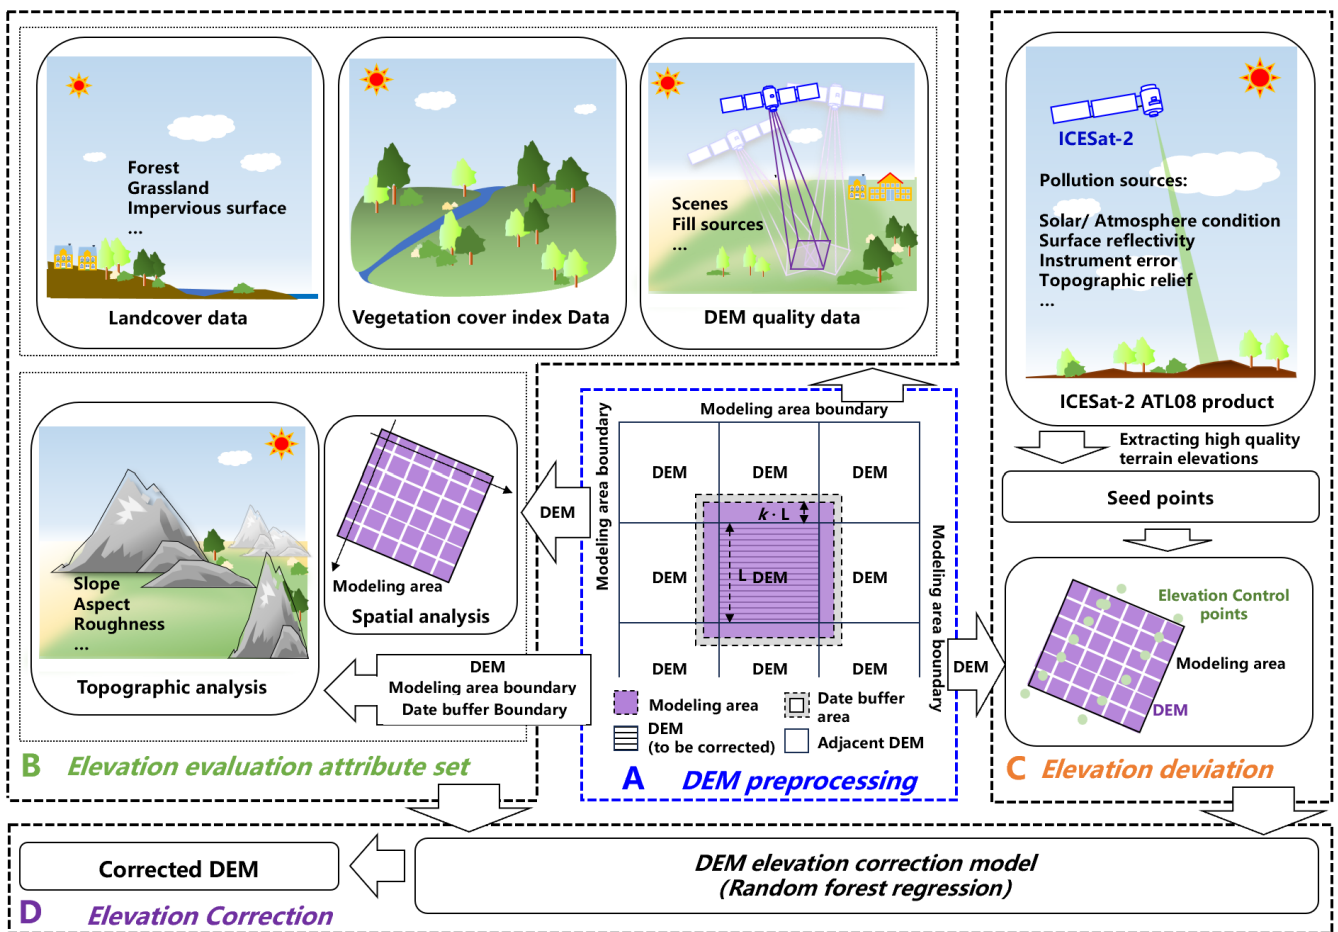 Forest
Grassland
Impervious surface
...
Landcover data
Vegetation cover index Data
Scenes
Fill sources
...
DEM quality data
ICESat-2
Pollution sources:
Solar/ Atmosphere condition
Surface reflectivity
Instrument error
Topographic relief
...
ICESat-2 ATL08 product
Extracting high quality
terrain elevations
Seed points
Elevation Control
points
Modeling area
DEM
C Elevation deviation
Slope
Aspect
Roughness
...
Topographic analysis
Modeling area
Spatial analysis
DEM
DEM
Modeling area boundary
Date buffer Boundary
B Elevation evaluation attribute set
Modeling area boundary
Modeling area boundary
Modeling area boundary
DEM DEM DEM
k · L
DEM L DEM DEM
DEM DEM DEM
DEM
Modeling area
Date buffer
area
DEM
(to be corrected)
Adjacent DEM
A DEM preprocessing
Corrected DEM
DEM elevation correction model
(Random forest regression)
D Elevation Correction